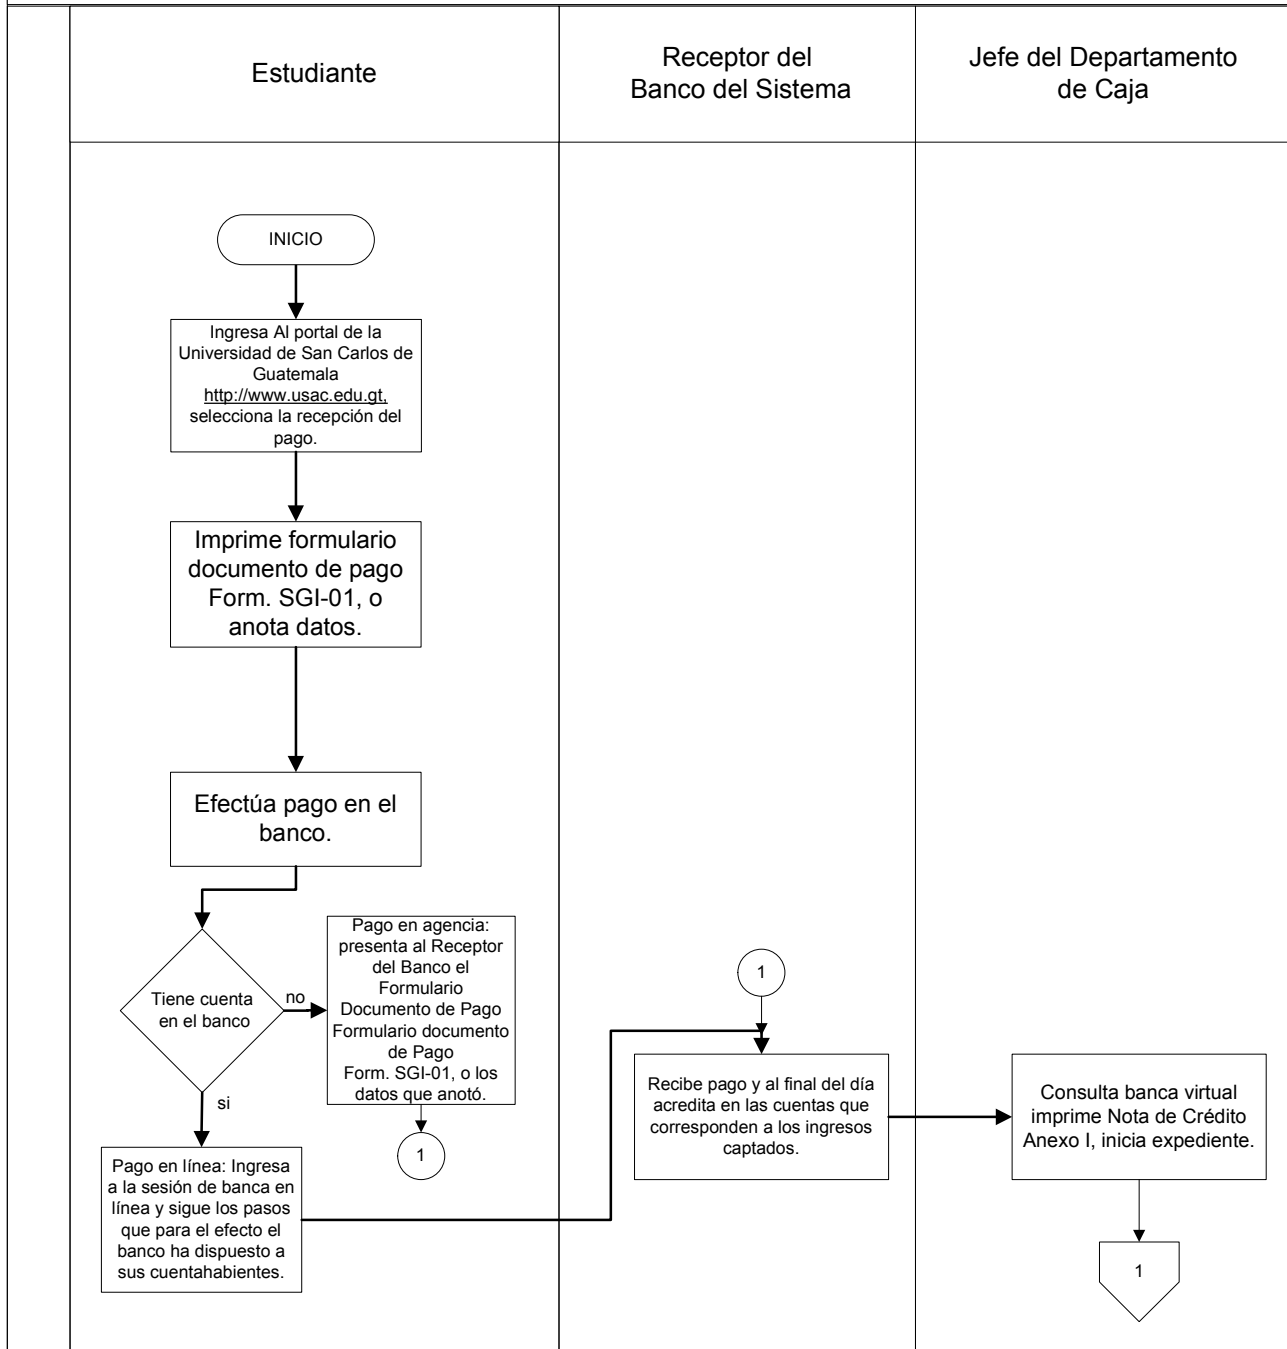 Estudiante
Receptor del
Banco del Sistema
Jefe del Departamento
de Caja
INICIO
Ingresa Al portal de la
Universidad de San Carlos de
Guatemala
http://www.usac.edu.gt,
selecciona la recepción del
pago.
Imprime formulario
documento de pago
Form. SGI-01, o
anota datos.
Efectúa pago en el
banco.
Tiene cuenta
en el banco
no
si
Pago en agencia:
presenta al Receptor
del Banco el
Formulario
Documento de Pago
Formulario documento
de Pago
Form. SGI-01, o los
datos que anotó.
1
Pago en línea: Ingresa
a la sesión de banca en
línea y sigue los pasos
que para el efecto el
banco ha dispuesto a
sus cuentahabientes.
1
Recibe pago y al final del día
acredita en las cuentas que
corresponden a los ingresos
captados.
Consulta banca virtual
imprime Nota de Crédito
Anexo I, inicia expediente.
1